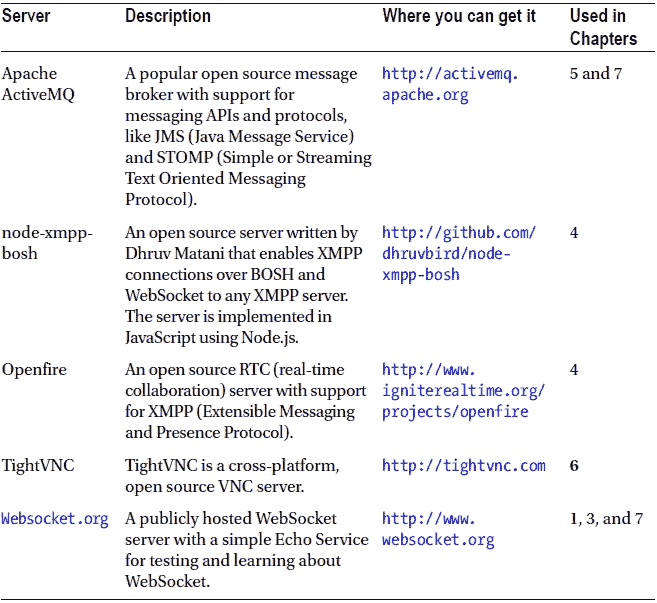 Server Description Where you can get it Used in
Chapters
Apache A popular open source message http://activemq. 5 and 7
ActiveMQ broker with support for apache.org
messaging APIs and protocols,
like JMS (Java Message Service)
and STOMP (Simple or Streaming
Text Oriented Messaging
Protocol).
node-xmpp- An open source server written by http://github.com/ 4
bosh Dhruv Matani that enables XMPP dhruvbird/node-
connections over BOSH and xmpp-bosh
WebSocket to any XMPP server.
The server is implemented in
JavaScript using Node.js.
Openfire An open source RTC (real-time http://www. 4
collaboration) server with support igniterealtime.org/
for XMPP (Extensible Messaging projects/openfire
and Presence Protocol).
TightVNC TightVNC is a cross-platform, http://tightvnc.com 6
open source VNC server.
Websocket.org A publicly hosted WebSocket http://www. 1, 3, and 7
server with a simple Echo Service websocket.org
for testing and learning about
WebSocket.